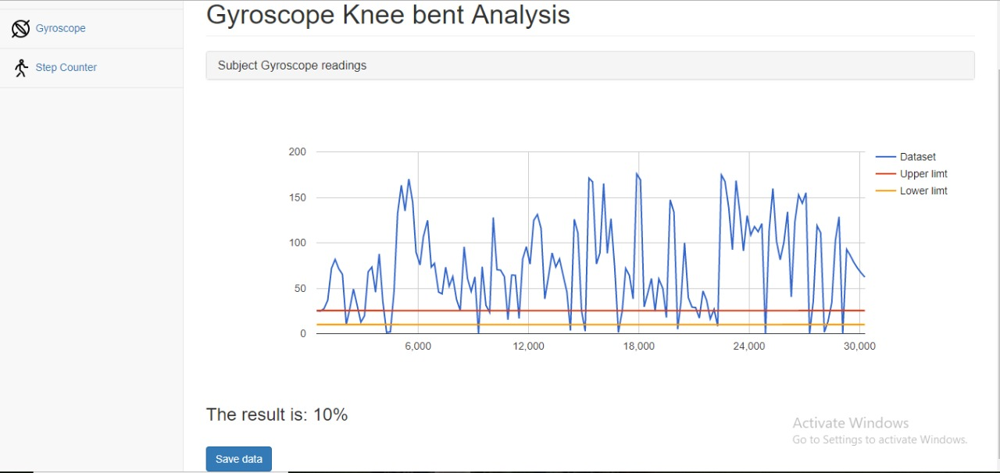 Gyroscope Knee bent Analysis
Gyroscope
Step Counter
Subject Gyroscope readings
200
150
100
50
0
6,000 12,000 18,000 24,000 30,000
Dataset
Upper limt
Lower limt
The result is: 10%
Save data
Activate Windows
Go to Settings to activate Windows.